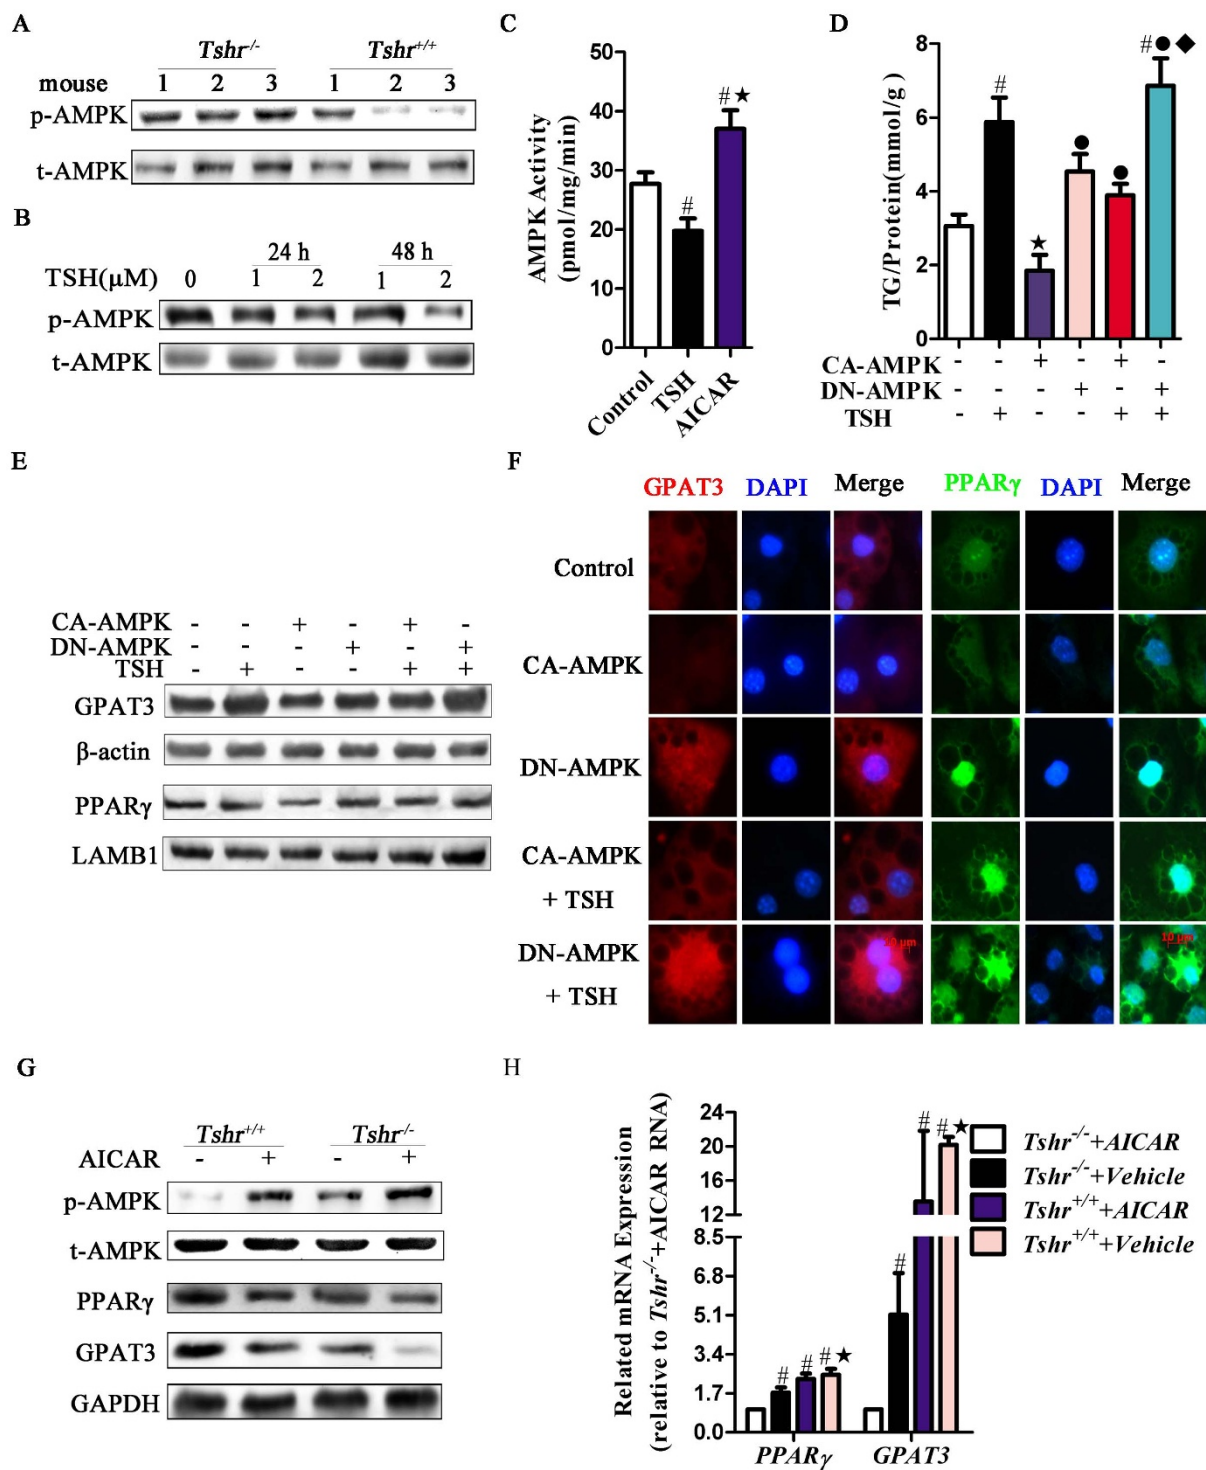 A
Tshr-/- Tshr+/+
mouse 1 2 3 1 2 3
p-AMPK
t-AMPK
B
24 h 48 h
TSH(μM) 0 1 2 1 2
p-AMPK
t-AMPK
C
AMPK Activity
(pmol/mg/min)
50
40
30
20
10
0
# #★
Control TSH AICAR
D
TG/Protein(mmol/g)
8
6
4
2
0
# ★ ● ● #●◆
CA-AMPK - - + - + -
DN-AMPK - - - + - +
TSH - + - - + +
E
CA-AMPK - - + - + -
DN-AMPK - - - + - +
TSH - + - - + +
GPAT3
β-actin
PPARγ
LAMB1
F
GPAT3 DAPI Merge PPARγ DAPI Merge
Control
CA-AMPK
DN-AMPK
CA-AMPK
+ TSH
DN-AMPK
+ TSH
10 μm 10 μm
G
Tshr+/+ Tshr-/-
AICAR - + - +
p-AMPK
t-AMPK
PPARγ
GPAT3
GAPDH
H
Related mRNA Expression
(relative to Tshr-/-+AICAR RNA)
24
20
16
12
8.5
6.8
5.1
3.4
1.7
0.0
# # #★ # # #★
PPARγ GPAT3
Tshr-/-+AICAR
Tshr-/-+Vehicle
Tshr+/++AICAR
Tshr+/++Vehicle